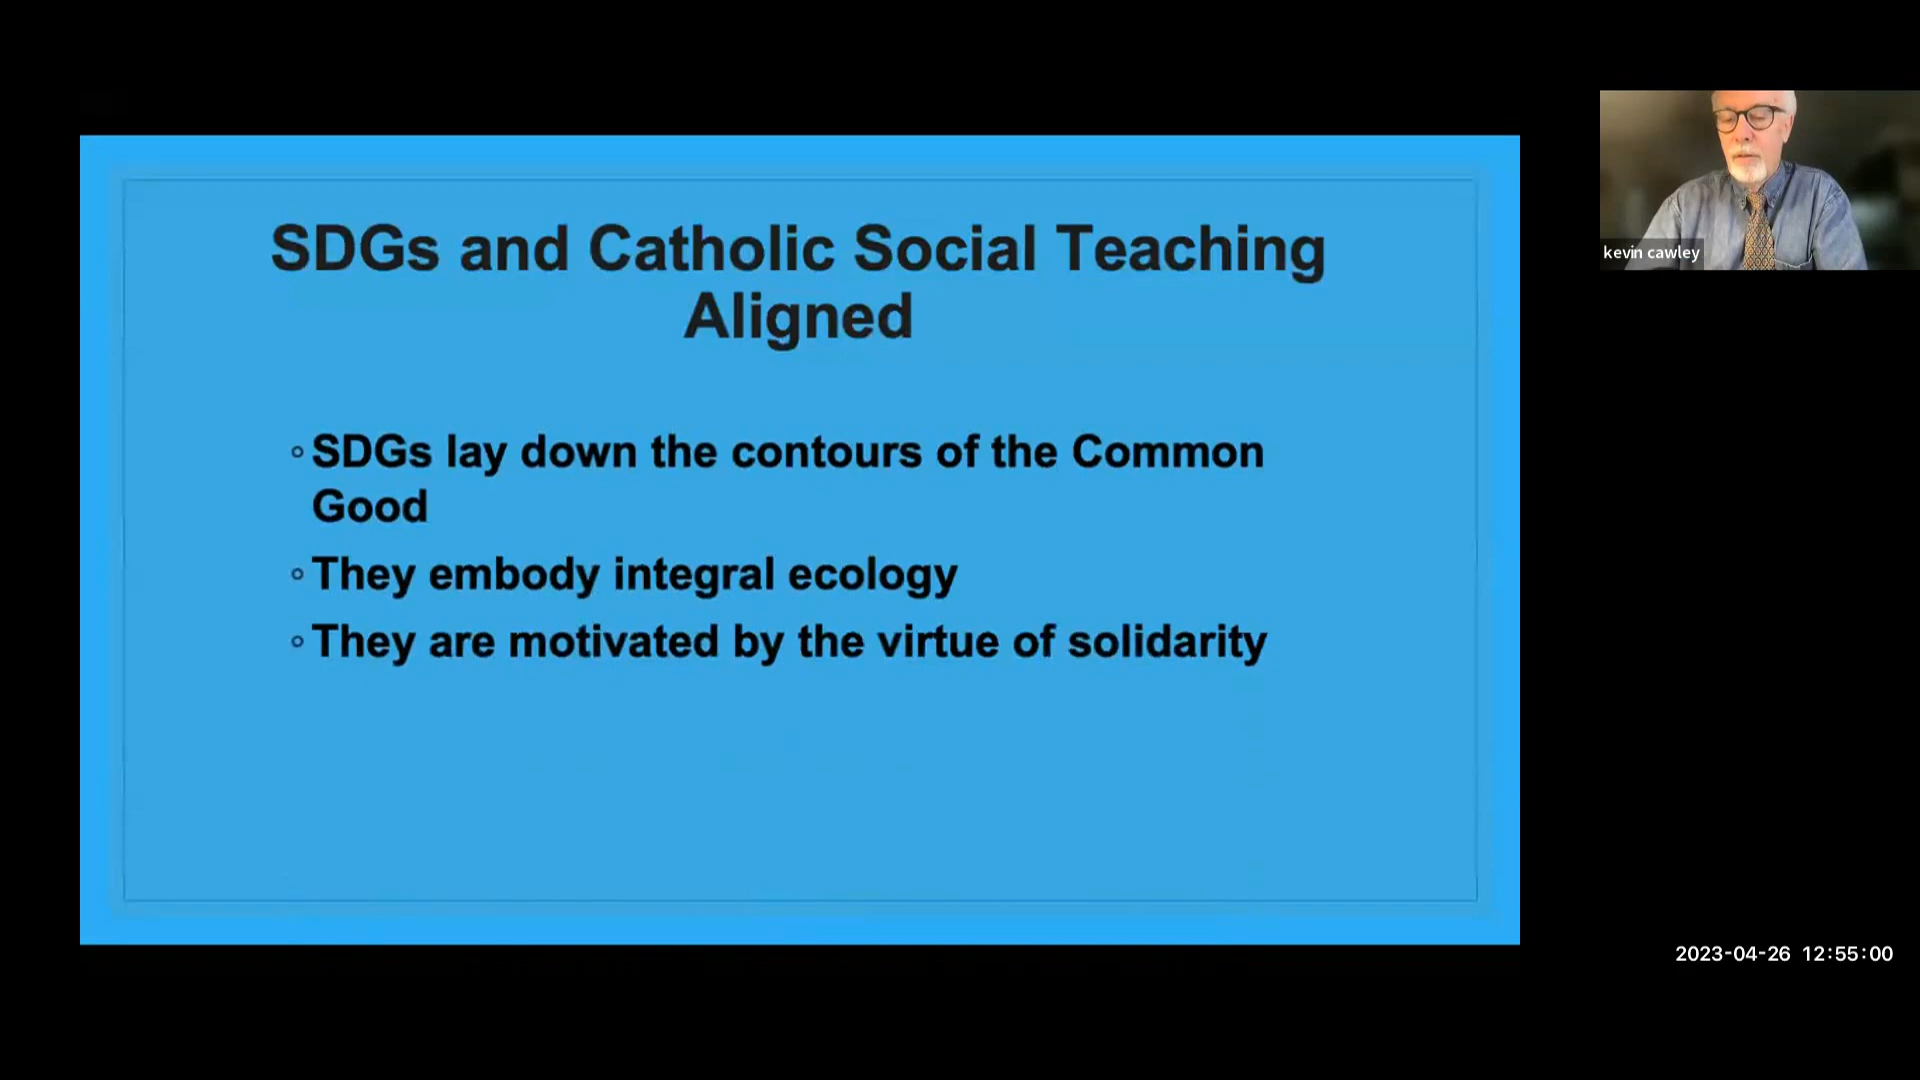 SDGs and Catholic Social Teaching
Aligned
◦SDGs lay down the contours of the Common
Good
◦They embody integral ecology
◦They are motivated by the virtue of solidarity
kevin cawley
2023-04-26 12:55:00